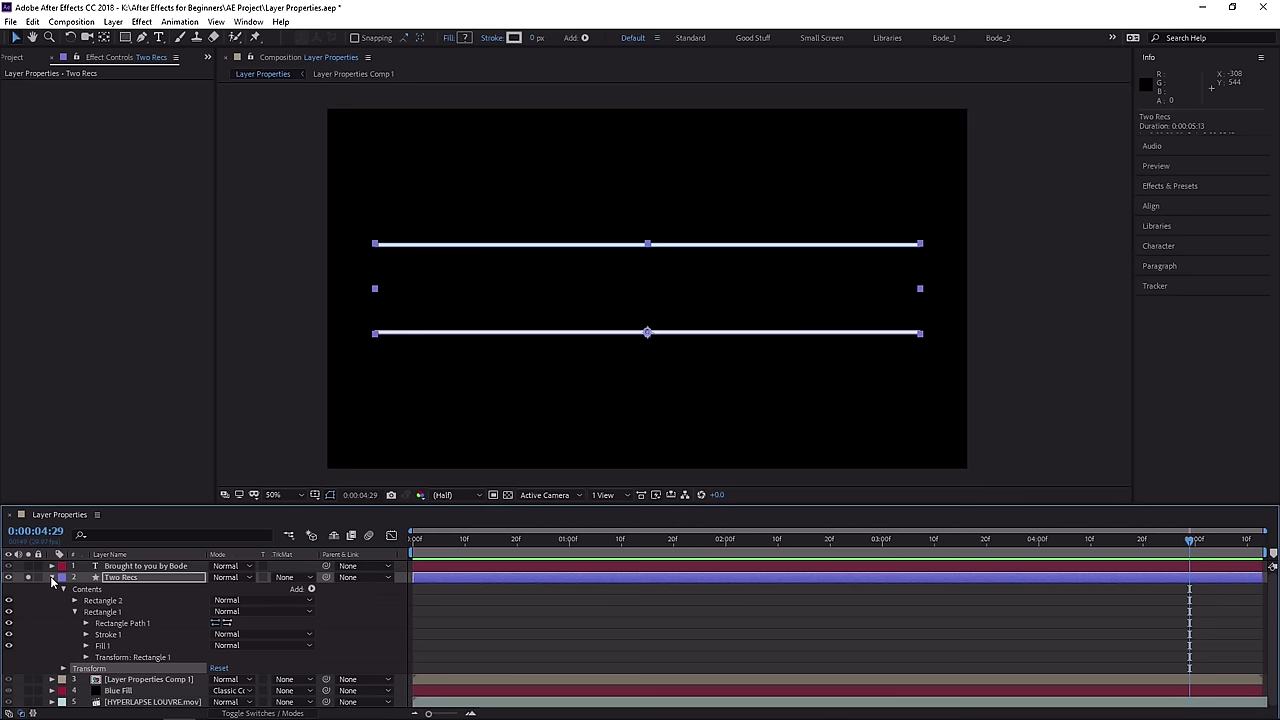 Adobe After Effects CC 2018 - K:\After Effects for Beginners\AE Project\Layer Properties.aep *
File Edit Composition Layer Effect Animation View Window Help
Snapping Fill: ? Stroke: 0 px Add: Default Standard Good Stuff Small Screen Libraries Bode_1 Bode_2 Search Help
Project Effect Controls Two Recs Composition Layer Properties Info
Layer Properties • Two Recs Layer Properties Layer Properties Comp 1
R: X: -308
G: Y: 544
B:
A: 0
Two Recs
Duration: 0:00:05:13
Audio
Preview
Effects & Presets
Align
Libraries
Character
Paragraph
Tracker
50% 0:00:04:29 (Half) Active Camera 1 View +0.0
Layer Properties
0:00:04:29
:00f 10f 20f 01:00f 10f 20f 02:00f 10f 20f 03:00f 10f 20f 04:00f 10f 20f 10f
# Layer Name Mode T TrkMat Parent & Link
1 T Brought to you by Bode Normal None
2 Two Recs Normal None None
Contents Add:
Rectangle 2 Normal
Rectangle 1 Normal
Rectangle Path 1
Stroke 1 Normal
Fill 1 Normal
Transform: Rectangle 1
Transform Reset
3 [Layer Properties Comp 1] Normal None None
4 Blue Fill Classic Cc None None
5 [HYPERLAPSE LOUVRE.mov] Normal None None
Toggle Switches / Modes